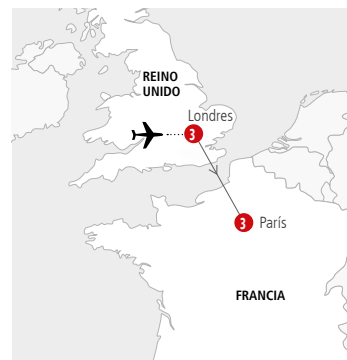 REINO
UNIDO
Londres
3
3
París
FRANCIA